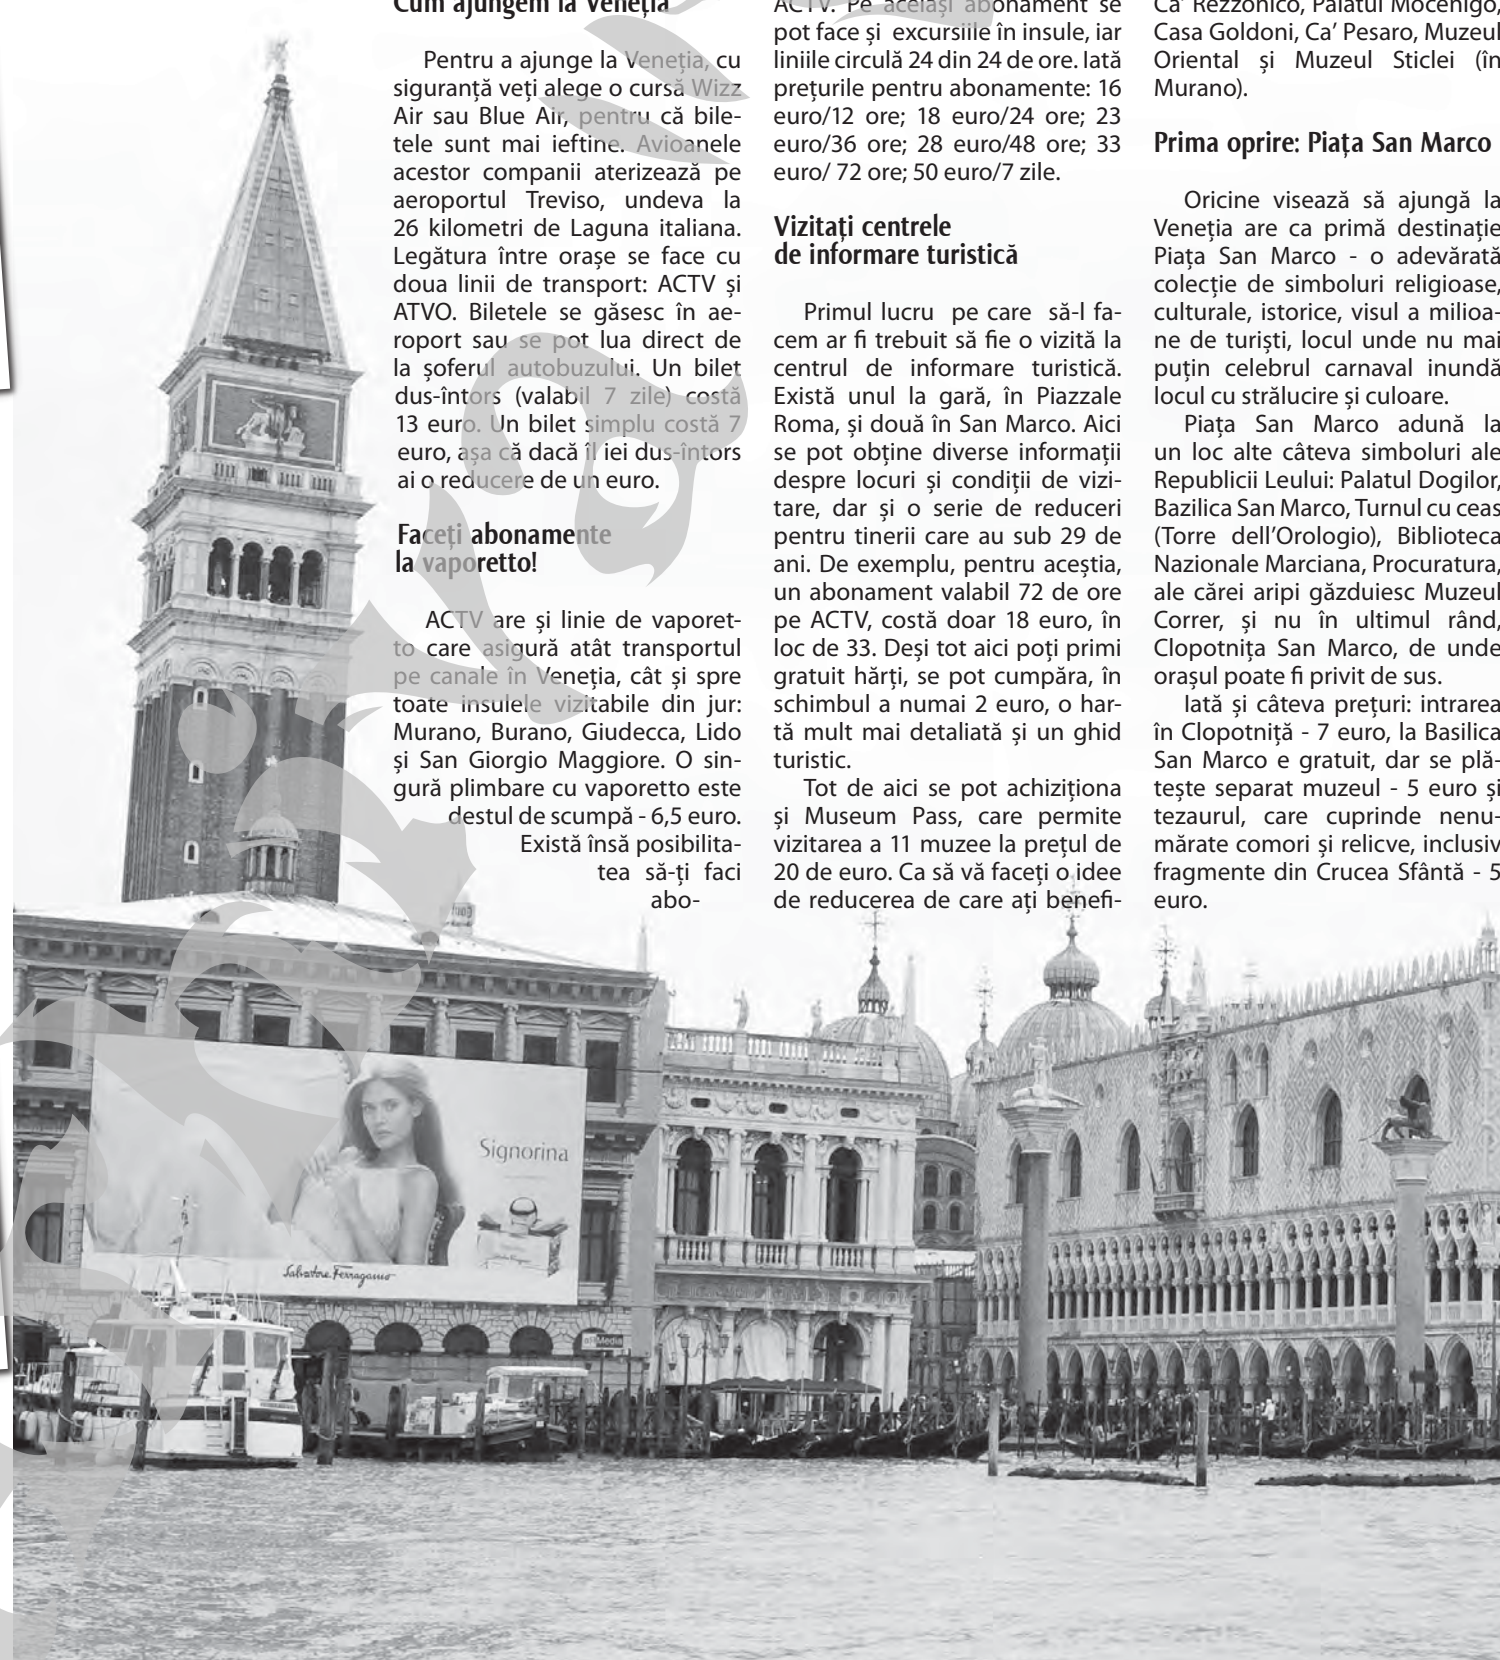 Cum ajungem la Veneția
Pentru a ajunge la Veneția, cu
siguranță veți alege o cursă Wizz
Air sau Blue Air, pentru că bile-
tele sunt mai ieftine. Avioanele
acestor companii aterizează pe
aeroportul Treviso, undeva la
26 kilometri de Laguna italiana.
Legătura între orașe se face cu
doua linii de transport: ACTV și
ATVO. Biletele se găsesc în ae-
roport sau se pot lua direct de
la șoferul autobuzului. Un bilet
dus-întors (valabil 7 zile) costă
13 euro. Un bilet simplu costă 7
euro, așa că dacă îl iei dus-întors
ai o reducere de un euro.
Faceți abonamente
la vaporetto!
ACTV are și linie de vaporet-
to care asigură atât transportul
pe canale în Veneția, cât și spre
toate insulele vizitabile din jur:
Murano, Burano, Giudecca, Lido
și San Giorgio Maggiore. O sin-
gură plimbare cu vaporetto este
destul de scumpă - 6,5 euro.
Există însă posibilita-
tea să-ți faci
abo-
ACTV. Pe același abonament se
pot face și excursiile în insule, iar
liniile circulă 24 din 24 de ore. Iată
prețurile pentru abonamente: 16
euro/12 ore; 18 euro/24 ore; 23
euro/36 ore; 28 euro/48 ore; 33
euro/ 72 ore; 50 euro/7 zile.
Vizitați centrele
de informare turistică
Primul lucru pe care să-l fa-
cem ar fi trebuit să fie o vizită la
centrul de informare turistică.
Există unul la gară, în Piazzale
Roma, și două în San Marco. Aici
se pot obține diverse informații
despre locuri și condiții de vizi-
tare, dar și o serie de reduceri
pentru tinerii care au sub 29 de
ani. De exemplu, pentru aceștia,
un abonament valabil 72 de ore
pe ACTV, costă doar 18 euro, în
loc de 33. Deși tot aici poți primi
gratuit hărți, se pot cumpăra, în
schimbul a numai 2 euro, o har-
tă mult mai detaliată și un ghid
turistic.
Tot de aici se pot achiziționa
și Museum Pass, care permite
vizitarea a 11 muzee la prețul de
20 de euro. Ca să vă faceți o idee
de reducerea de care ați benefi-
Ca' Rezzonico, Palatul Mocenigo,
Casa Goldoni, Ca' Pesaro, Muzeul
Oriental și Muzeul Sticlei (în
Murano).
Prima oprire: Piața San Marco
Oricine visează să ajungă la
Veneția are ca primă destinație
Piața San Marco - o adevărată
colecție de simboluri religioase,
culturale, istorice, visul a milioa-
ne de turiști, locul unde nu mai
puțin celebrul carnaval inundă
locul cu strălucire și culoare.
Piața San Marco adună la
un loc alte câteva simboluri ale
Republicii Leului: Palatul Dogilor,
Bazilica San Marco, Turnul cu ceas
(Torre dell'Orologio), Biblioteca
Nazionale Marciana, Procuratura,
ale cărei aripi găzduiesc Muzeul
Correr, și nu în ultimul rând,
Clopotnița San Marco, de unde
orașul poate fi privit de sus.
Iată și câteva prețuri: intrarea
în Clopotniță - 7 euro, la Basilica
San Marco e gratuit, dar se plă-
tește separat muzeul - 5 euro și
tezaurul, care cuprinde nenu-
mărate comori și relicve, inclusiv
fragmente din Crucea Sfântă - 5
euro.
Signorina
Salvatore Ferragamo